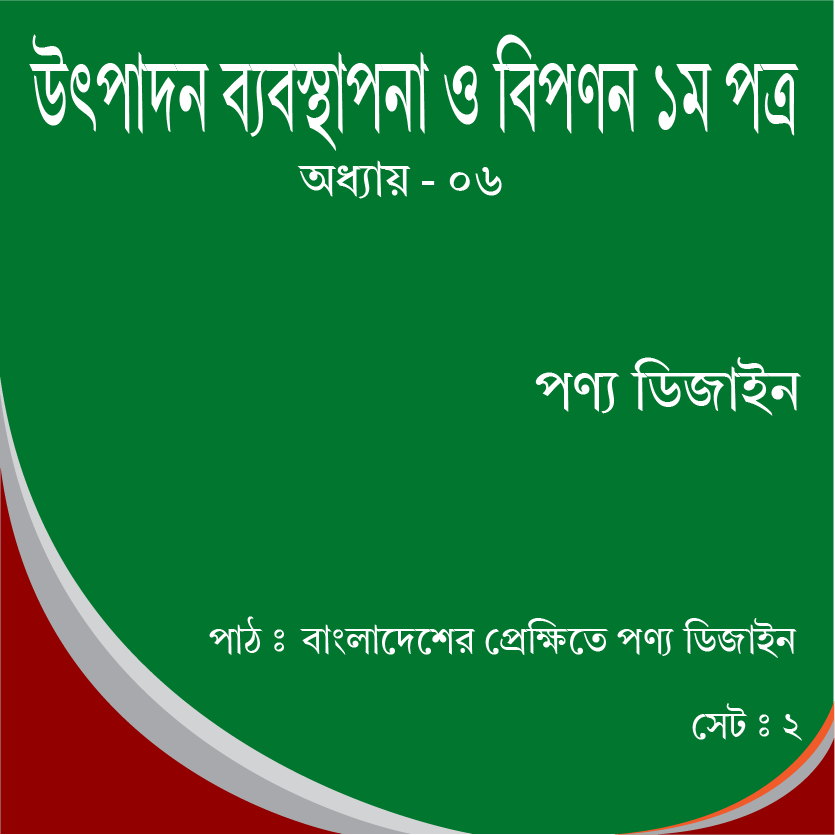 উৎপাদন ব্যবস্থাপনা ও বিপণন ১ম পত্র
অধ্যায় - ০৬
পণ্য ডিজাইন
পাঠ ঃ বাংলাদেশের প্রেক্ষিতে পণ্য ডিজাইন
সেট ঃ ২